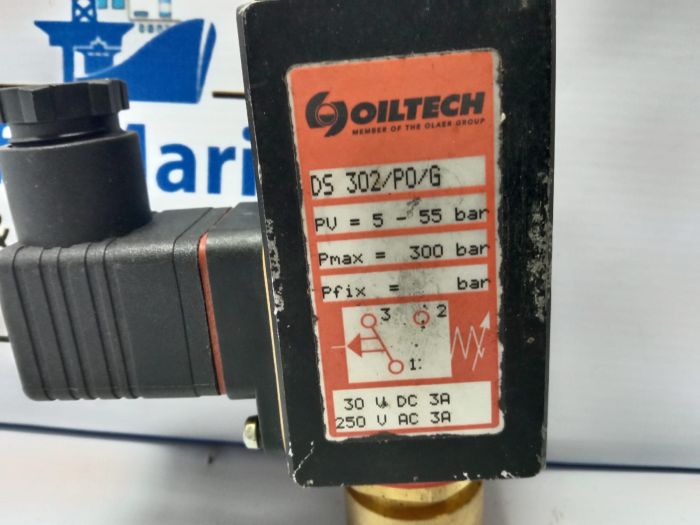 OILTECH
MEMBER OF THE OLAER GROUP
DS 302/PO/G
PV = 5 - 55 bar
Pmax = 300 bar
Pfix = bar
3 2
1
30 V DC 3A
250 V AC 3A